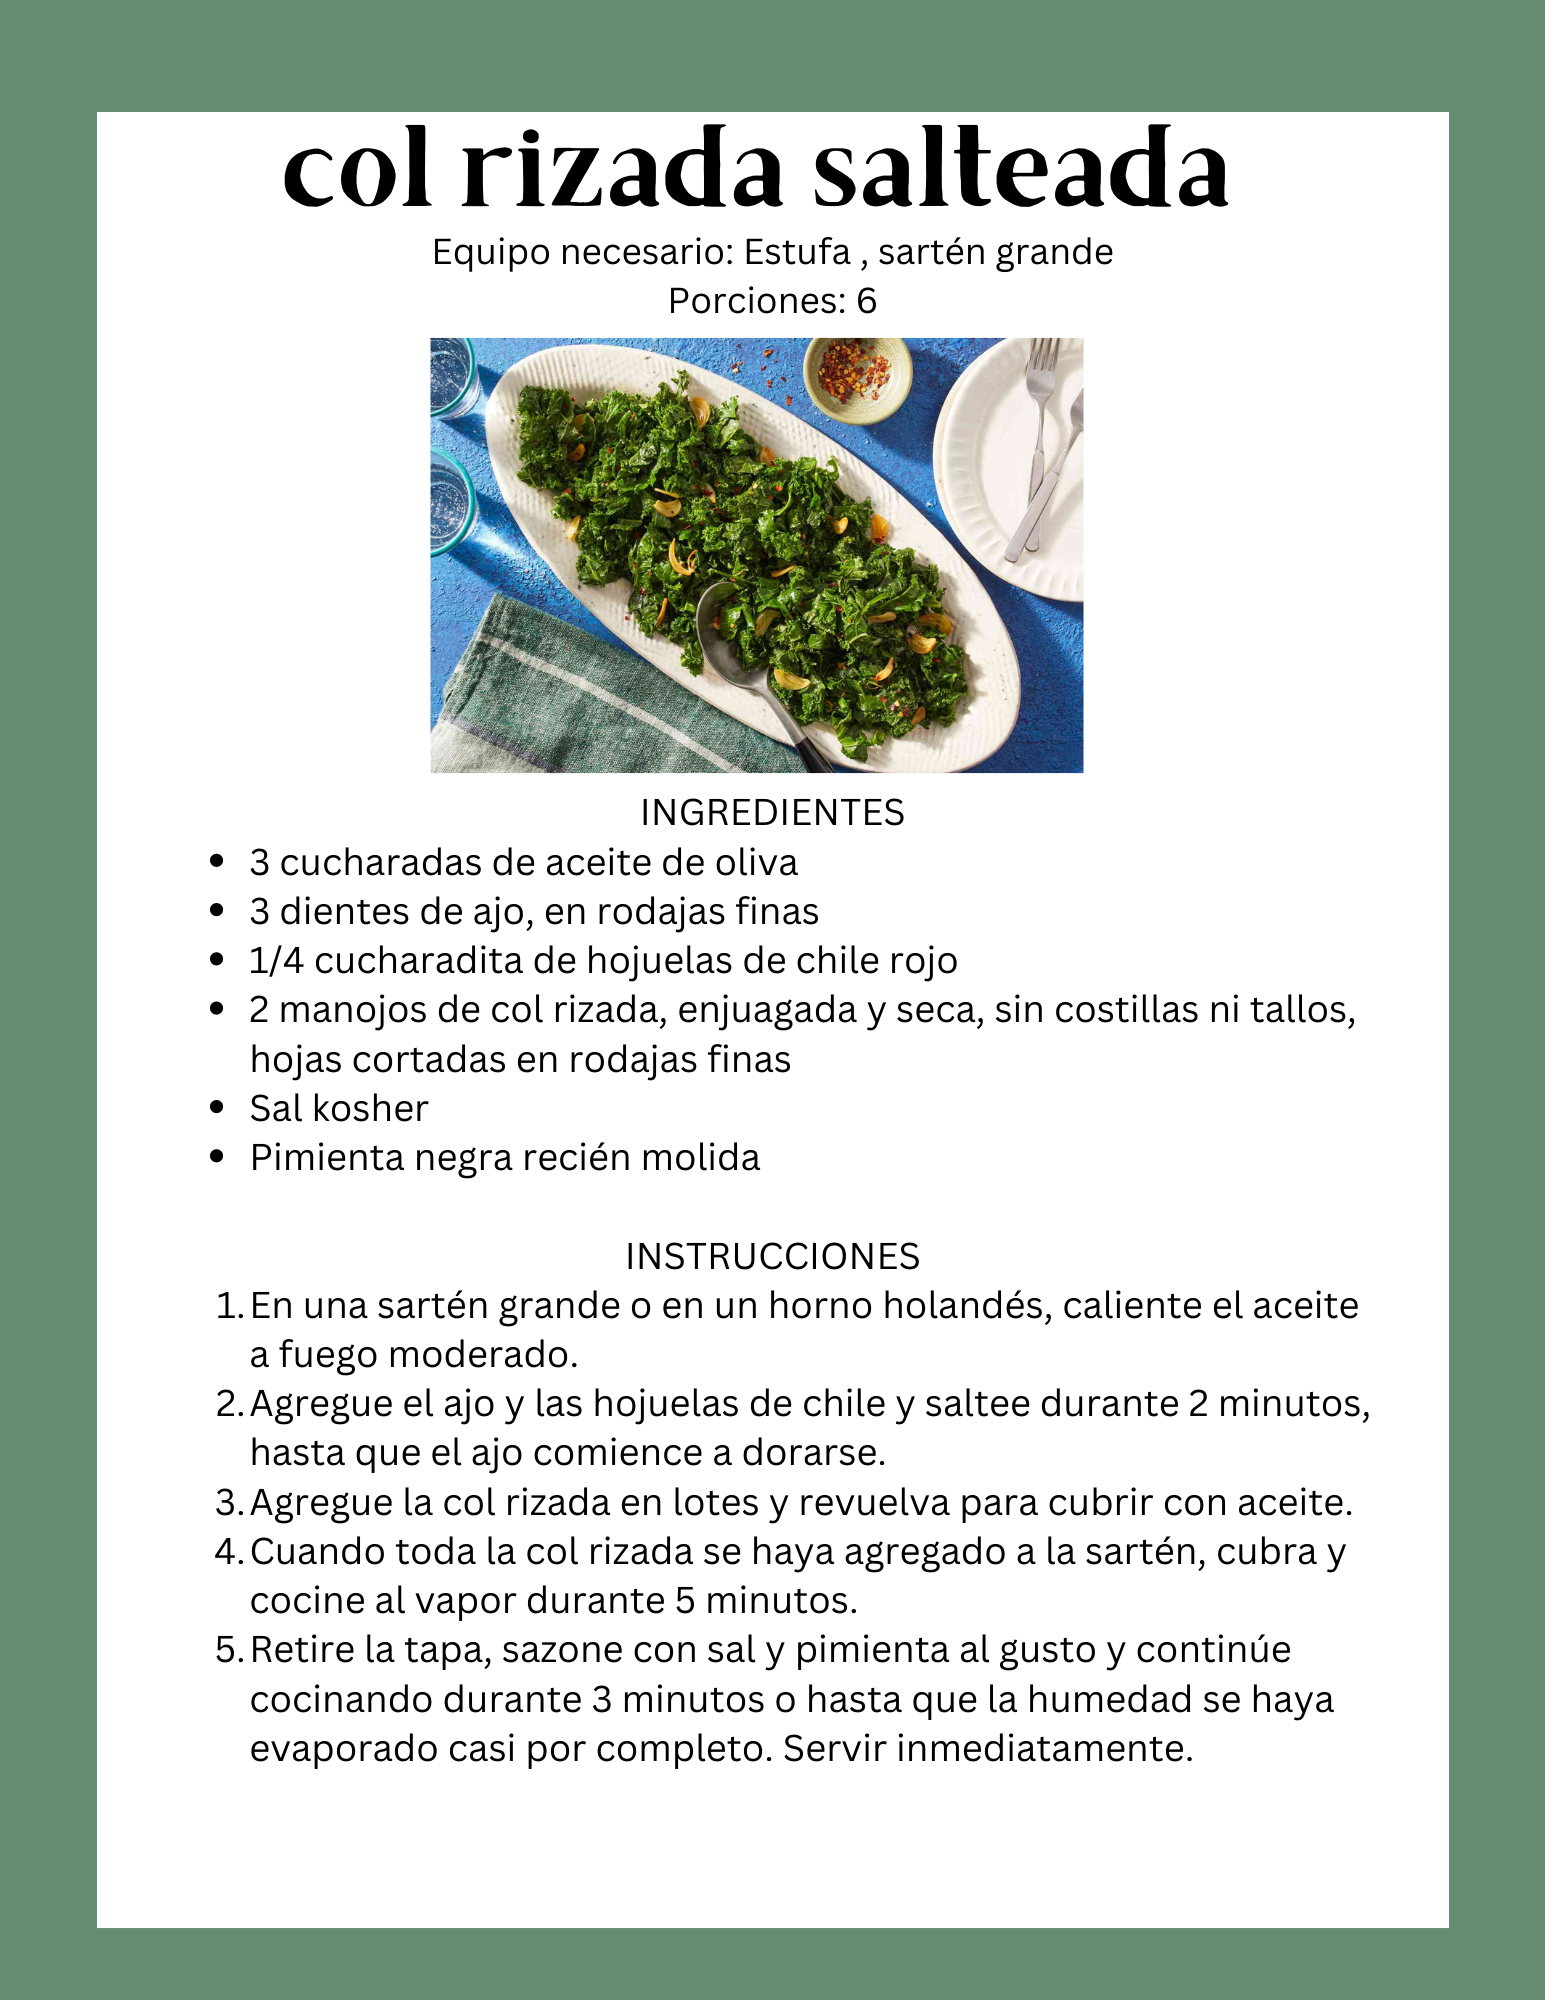 col rizada salteada
Equipo necesario: Estufa , sartén grande
Porciones: 6
INGREDIENTES
• 3 cucharadas de aceite de oliva
• 3 dientes de ajo, en rodajas finas
• 1/4 cucharadita de hojuelas de chile rojo
• 2 manojos de col rizada, enjuagada y seca, sin costillas ni tallos,
hojas cortadas en rodajas finas
• Sal kosher
• Pimienta negra recién molida
INSTRUCCIONES
1. En una sartén grande o en un horno holandés, caliente el aceite
a fuego moderado.
2. Agregue el ajo y las hojuelas de chile y saltee durante 2 minutos,
hasta que el ajo comience a dorarse.
3. Agregue la col rizada en lotes y revuelva para cubrir con aceite.
4. Cuando toda la col rizada se haya agregado a la sartén, cubra y
cocine al vapor durante 5 minutos.
5. Retire la tapa, sazone con sal y pimienta al gusto y continúe
cocinando durante 3 minutos o hasta que la humedad se haya
evaporado casi por completo. Servir inmediatamente.